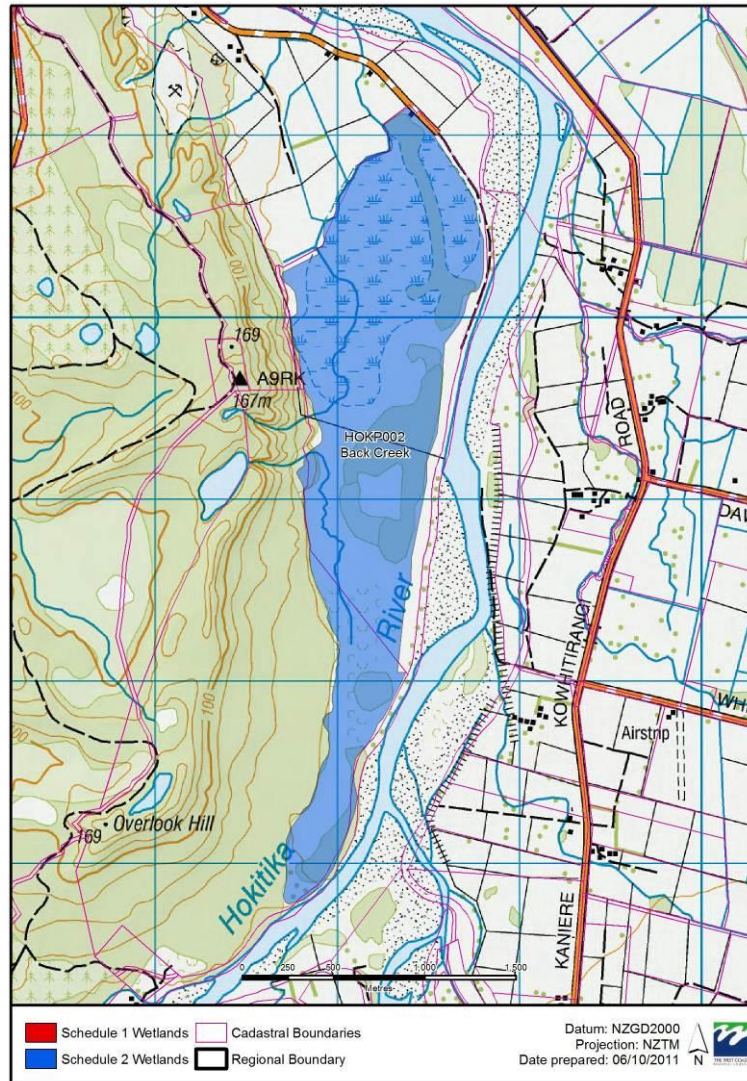 100
169
A9RK
167m
100
HOKP002
Back Creek
ROAD
River
KOWHITIRANGI
Airstrip
100
169
Overlook Hill
Hokitika
KANIERE
0 250 500 1,000 1,500
Metres
Schedule 1 Wetlands
Schedule 2 Wetlands
Cadastral Boundaries
Regional Boundary
Datum: NZGD2000
Projection: NZTM
Date prepared: 06/10/2011
N